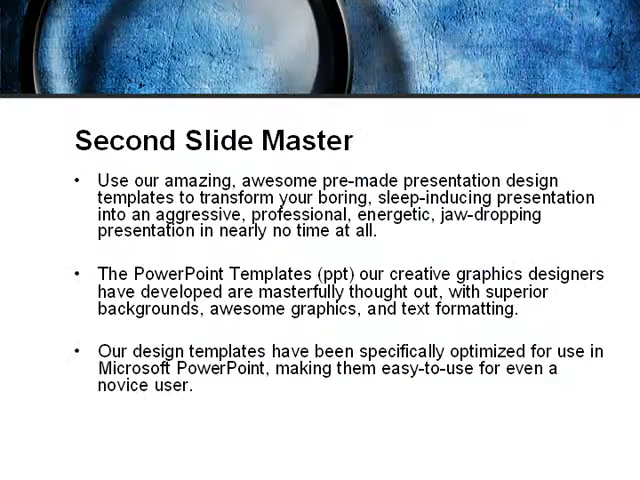 Second Slide Master
• Use our amazing, awesome pre-made presentation design
templates to transform your boring, sleep-inducing presentation
into an aggressive, professional, energetic, jaw-dropping
presentation in nearly no time at all.
• The PowerPoint Templates (ppt) our creative graphics designers
have developed are masterfully thought out, with superior
backgrounds, awesome graphics, and text formatting.
• Our design templates have been specifically optimized for use in
Microsoft PowerPoint, making them easy-to-use for even a
novice user.